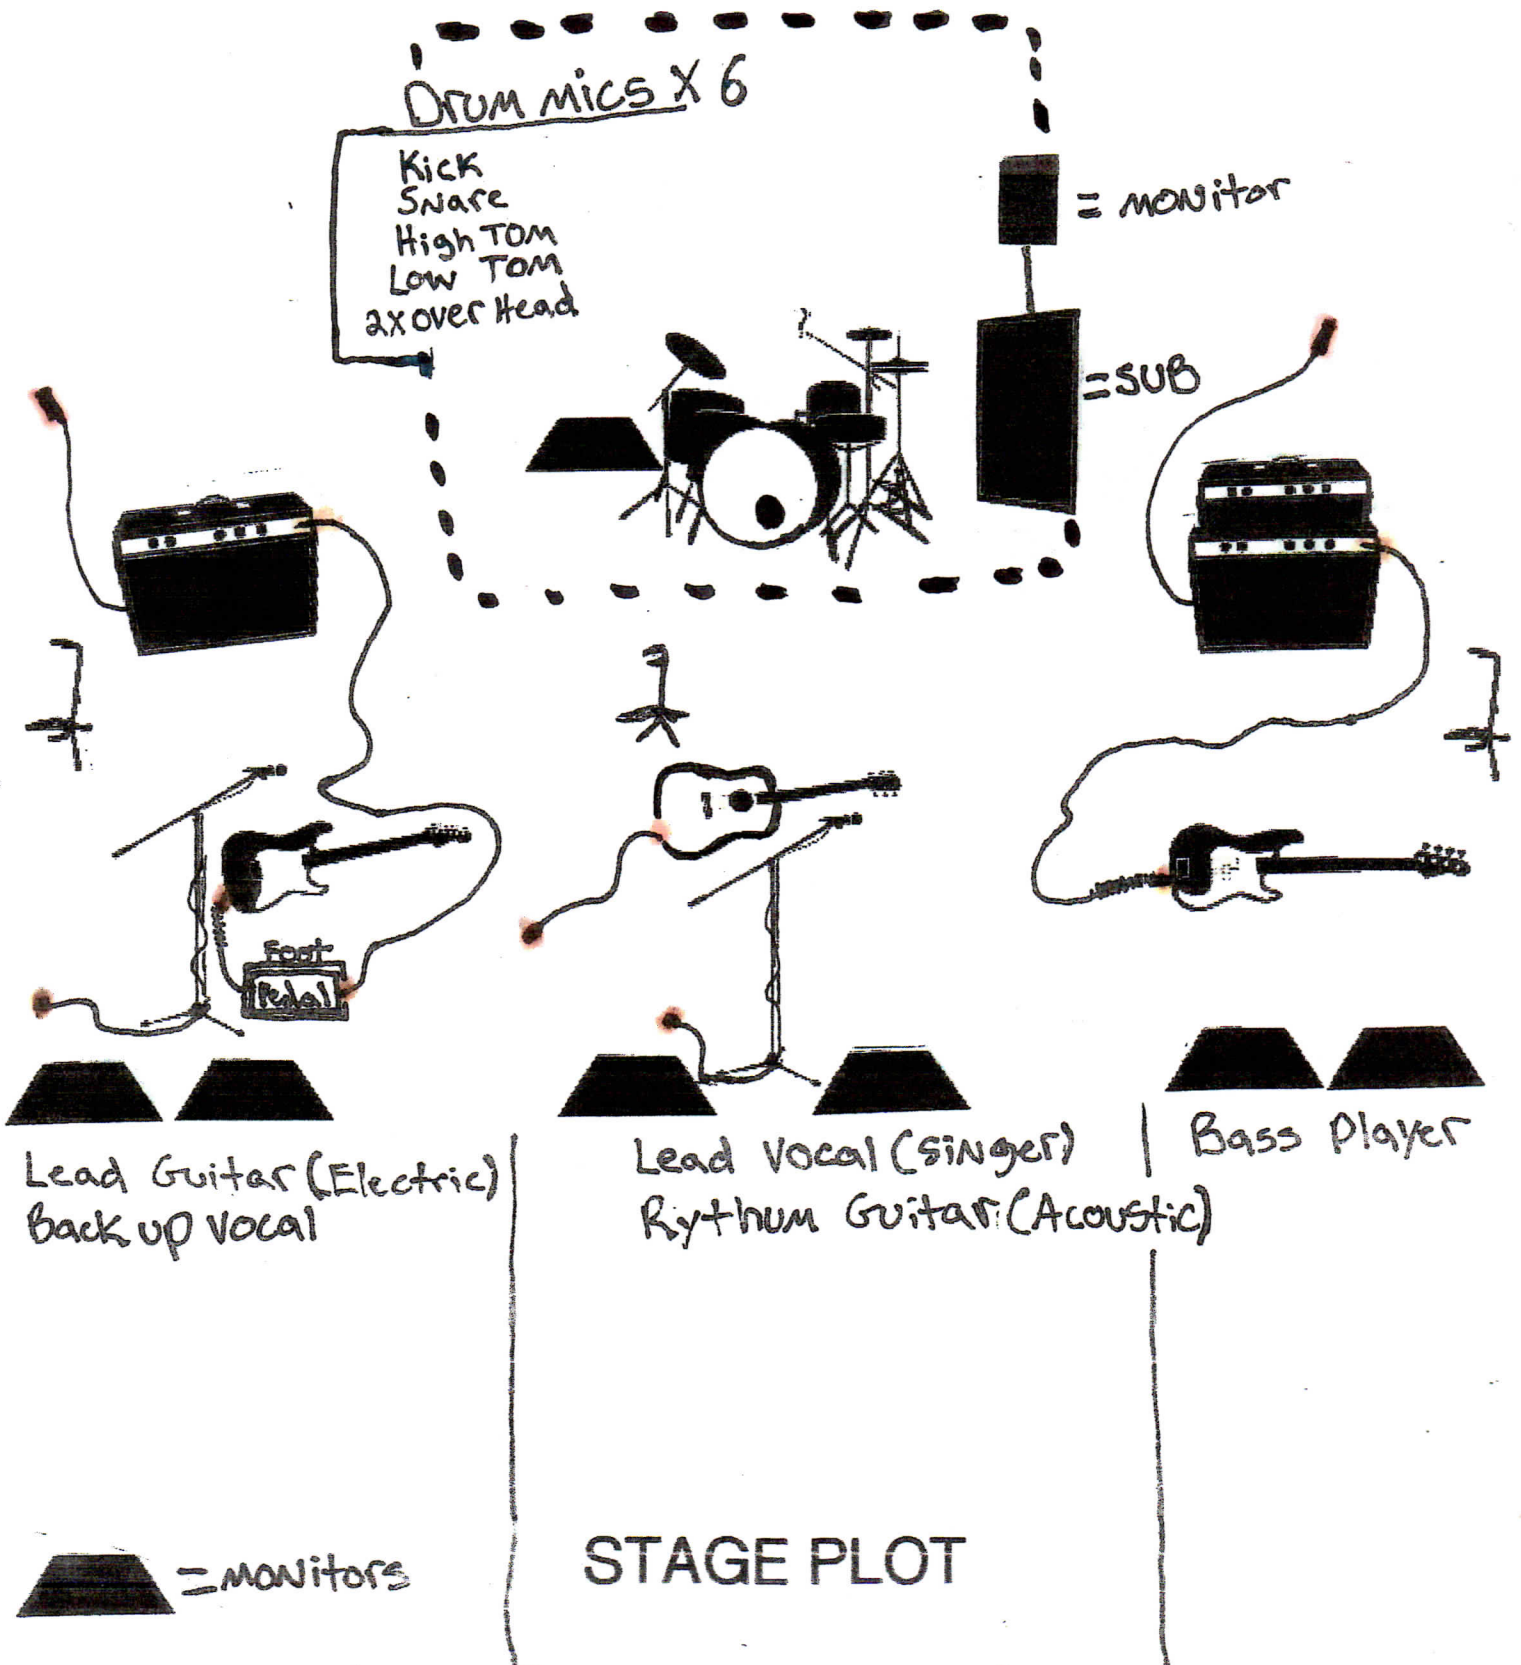 Drum mics X 6
Kick
Snare
High TOM
Low TOM
2x over Head
= monitor
= SUB
Foot
Pedal
Lead Guitar (Electric)
Back up vocal
Lead Vocal (Singer)
Rythum Guitar (Acoustic)
Bass Player
= monitors
STAGE PLOT